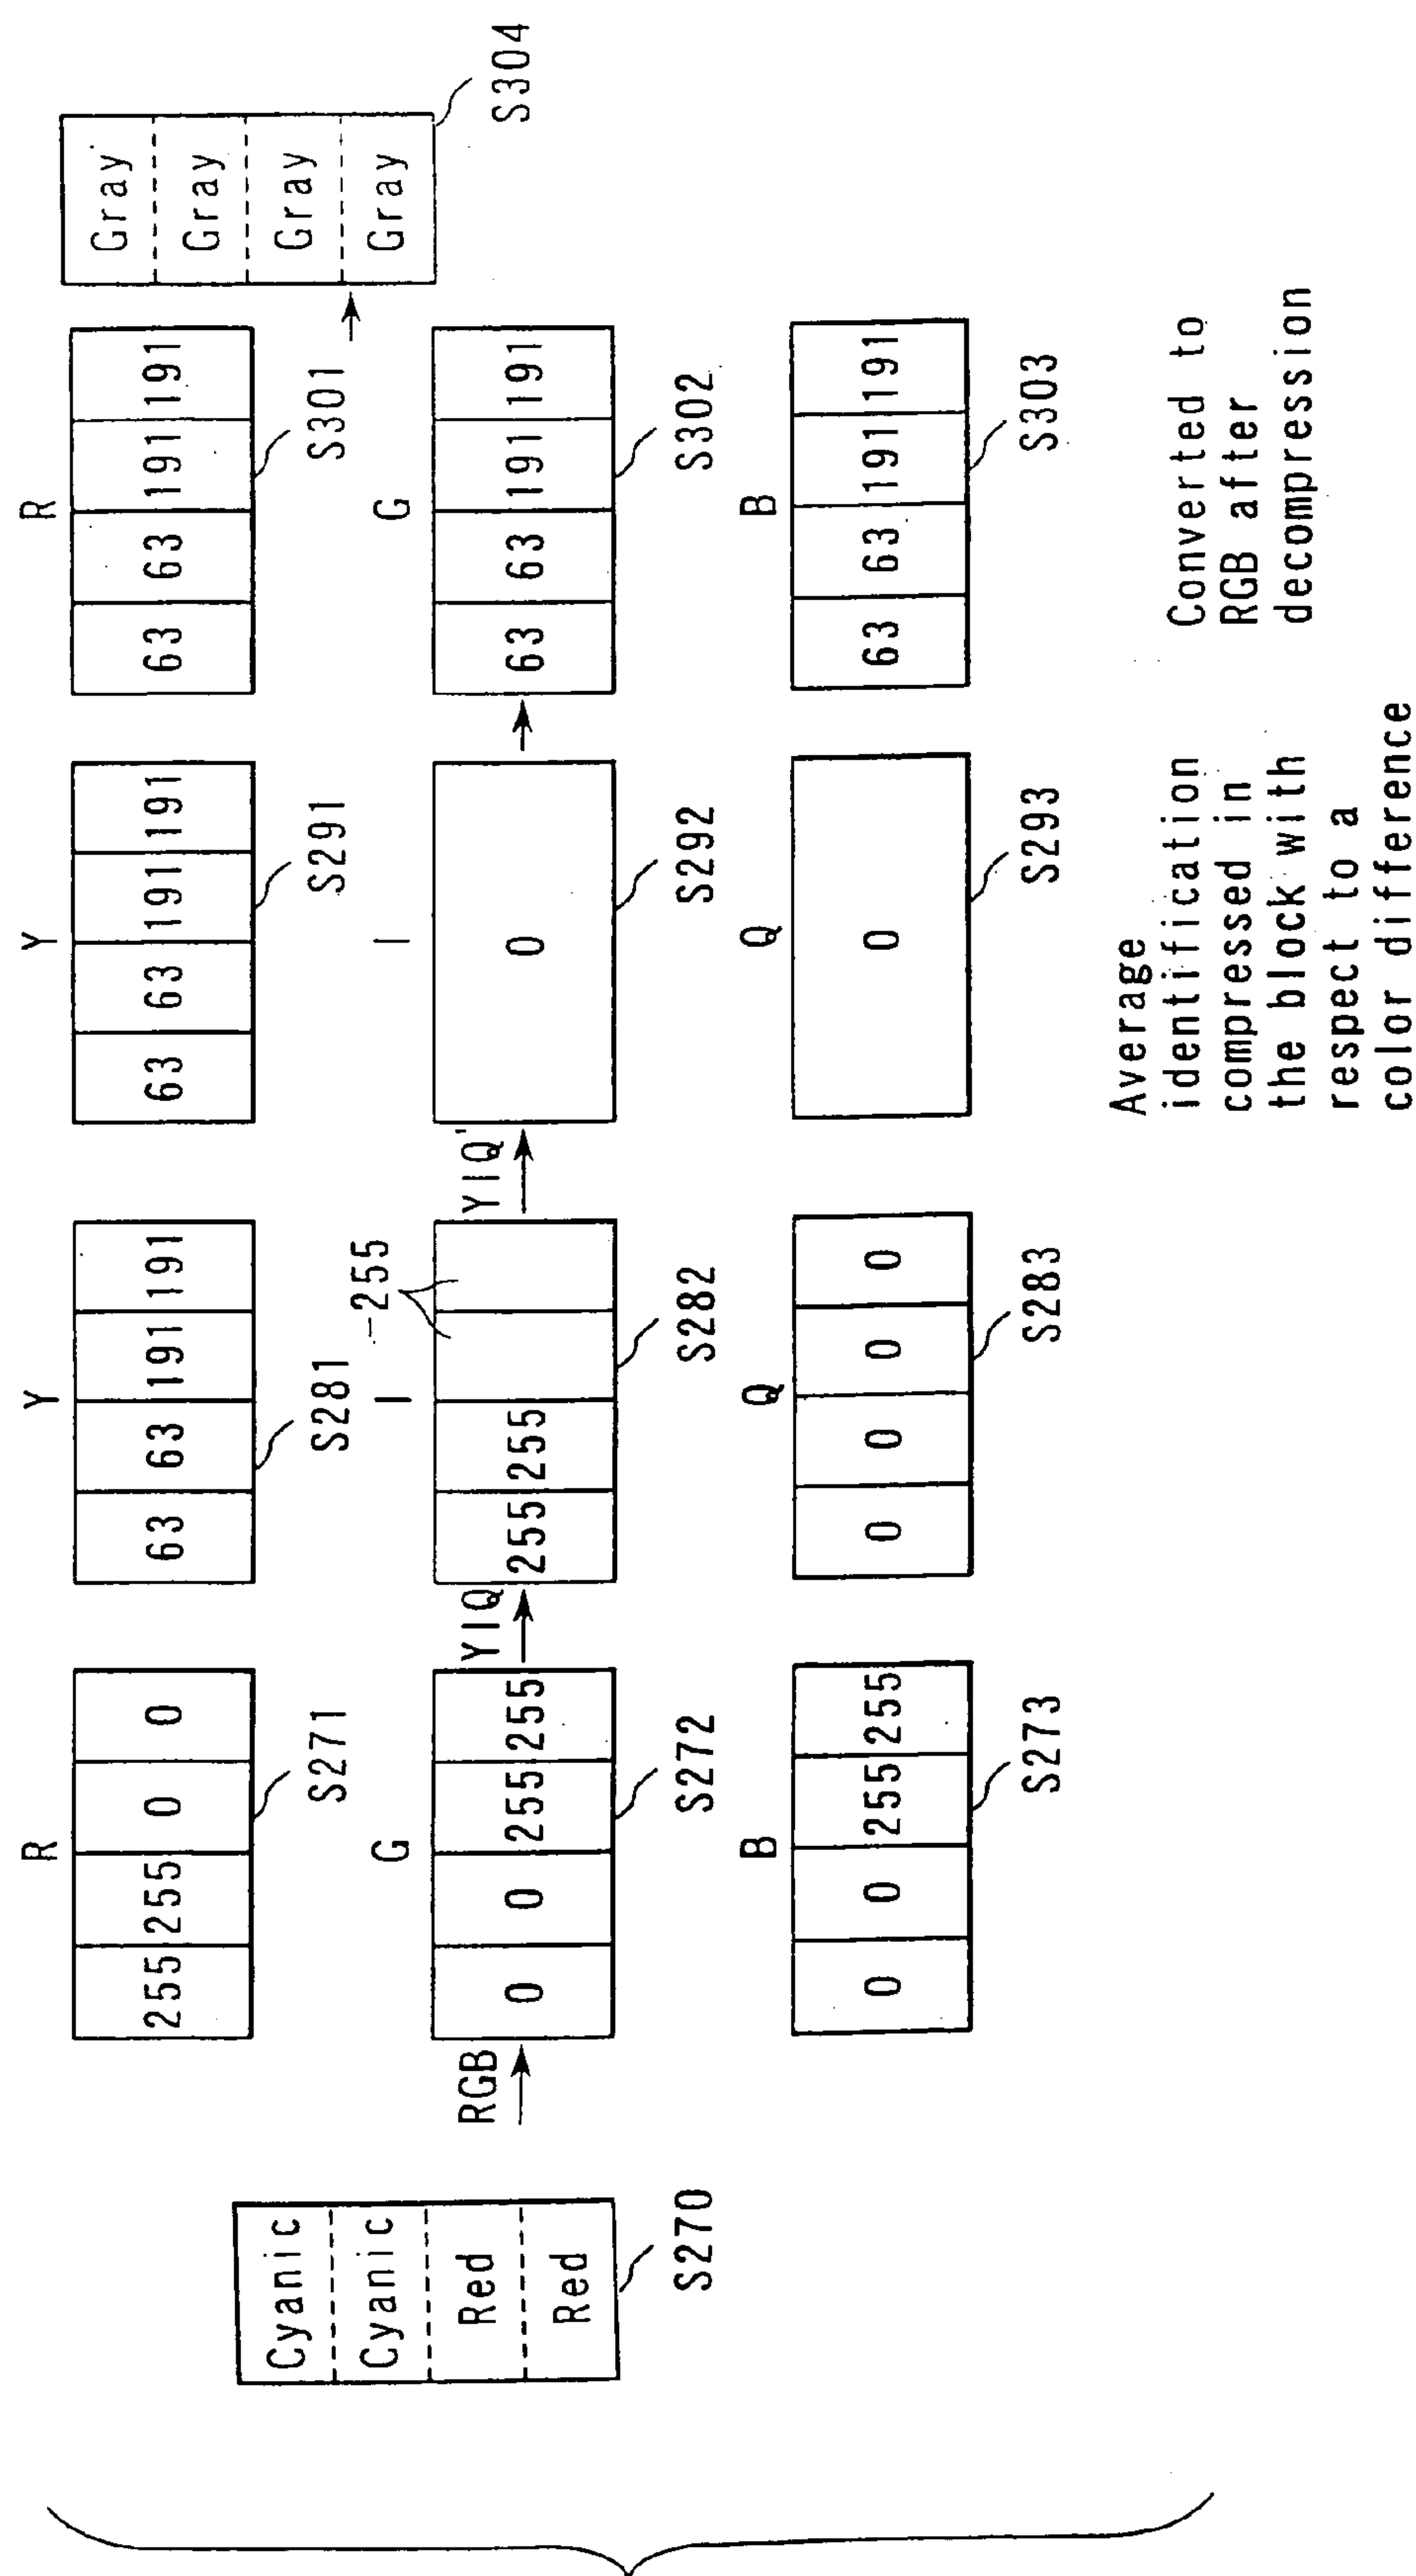 Cyanic
Cyanic
Red
Red
S270
RGB
R
255 255 0 0
S271
G
0 0 255 255
S272
B
0 0 255 255
S273
YIQ
Y
63 63 191 191
S281
I
-255
255 255
S282
Q
0 0 0 0
S283
YIQ'
Y
63 63 191 191
S291
I
0
S292
Q
0
S293
Average
identification
compressed in
the block with
respect to a
color difference
R
63 63 191 191
S301
G
63 63 191 191
S302
B
63 63 191 191
S303
Converted to
RGB after
decompression
Gray
Gray
Gray
Gray
S304